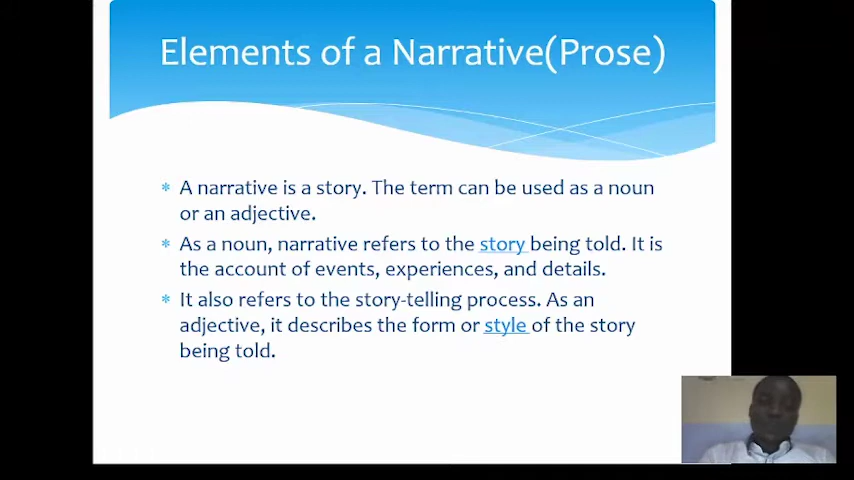 Elements of a Narrative(Prose)
* A narrative is a story. The term can be used as a noun
or an adjective.
* As a noun, narrative refers to the story being told. It is
the account of events, experiences, and details.
* It also refers to the story-telling process. As an
adjective, it describes the form or style of the story
being told.